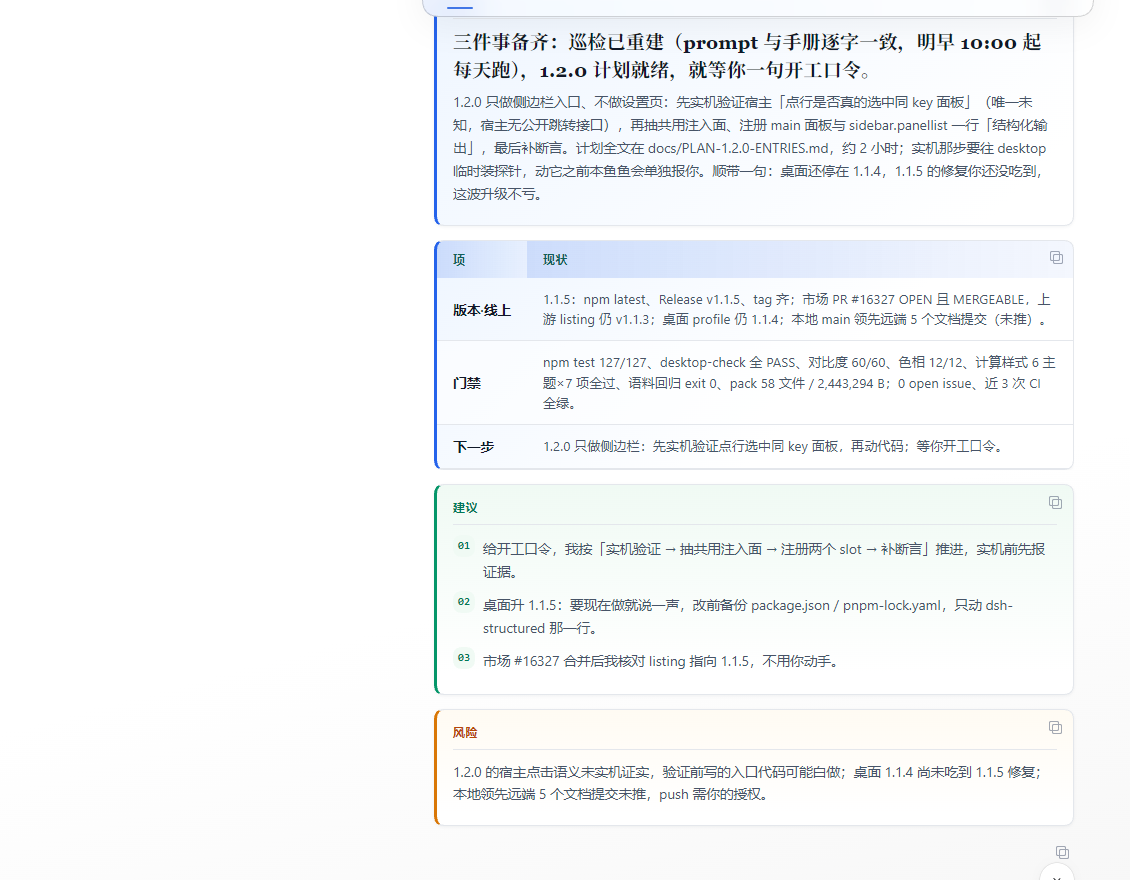 三件事备齐：巡检已重建（prompt 与手册逐字一致，明早 10:00 起
每天跑），1.2.0 计划就绪，就等你一句开工口令。
1.2.0 只做侧边栏入口、不做设置页：先实机验证宿主「点行是否真的选中同 key 面板」（唯一未
知，宿主无公开跳转接口），再抽共用注入面、注册 main 面板与 sidebar.panellist 一行「结构化输
出」，最后补断言。计划全文在 docs/PLAN-1.2.0-ENTRIES.md，约 2 小时；实机那步要往 desktop
临时装探针，动它之前本鱼鱼会单独报你。顺带一句：桌面还停在 1.1.4，1.1.5 的修复你还没吃到，
这波升级不亏。
项 现状
版本·线上
1.1.5：npm latest、Release v1.1.5、tag 齐；市场 PR #16327 OPEN 且 MERGEABLE，上
游 listing 仍 v1.1.3；桌面 profile 仍 1.1.4；本地 main 领先远端 5 个文档提交（未推）。
门禁
npm test 127/127、desktop-check 全 PASS、对比度 60/60、色相 12/12、计算样式 6 主
题×7 项全过、语料回归 exit 0、pack 58 文件 / 2,443,294 B；0 open issue、近 3 次 CI
全绿。
下一步 1.2.0 只做侧边栏：先实机验证点行选中同 key 面板，再动代码；等你开工口令。
建议
01 给开工口令，我按「实机验证 → 抽共用注入面 → 注册两个 slot → 补断言」推进，实机前先报
证据。
02 桌面升 1.1.5：要现在做就说一声，改前备份 package.json / pnpm-lock.yaml，只动 dsh-
structured 那一行。
03 市场 #16327 合并后我核对 listing 指向 1.1.5，不用你动手。
风险
1.2.0 的宿主点击语义未实机证实，验证前写的入口代码可能白做；桌面 1.1.4 尚未吃到 1.1.5 修复；
本地领先远端 5 个文档提交未推，push 需你的授权。